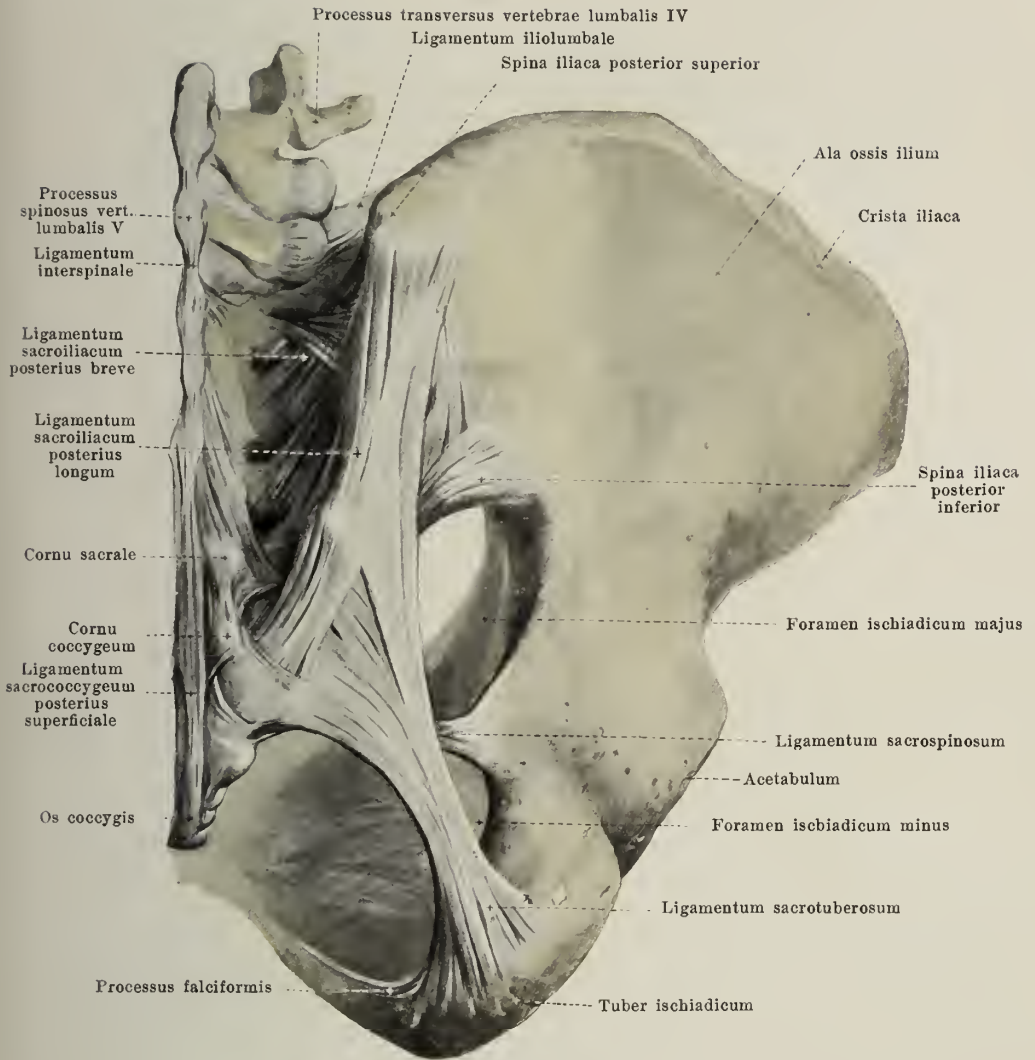 Processus transversus vertebrae lumbalis IV
Ligamentum iliolumbale
Spina iliaca posterior superior
Ala ossis ilium
Crista iliaca
Processus
spinosus vert.
lumbalis V
Ligamentum
interspinale
Ligamentum
sacroiliacum
posterius breve
Ligamentum
sacroiliacum
posterius
longum
Spina iliaca
posterior
inferior
Cornu sacrale
Cornu
coccygeum
Foramen ischiadicum majus
Ligamentum
sacrococcygeum
posterius
superficiale
Ligamentum sacrospinosum
Acetabulum
Os coccygis
Foramen iscbiadicum minus
Ligamentum sacrotuberosum
Processus falciformis
Tuber ischiadicum